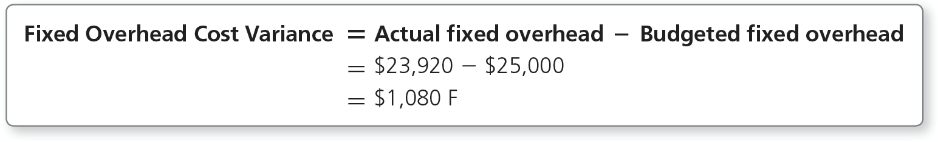 Fixed Overhead Cost Variance = Actual fixed overhead − Budgeted fixed overhead
= $23,920 − $25,000
= $1,080 F